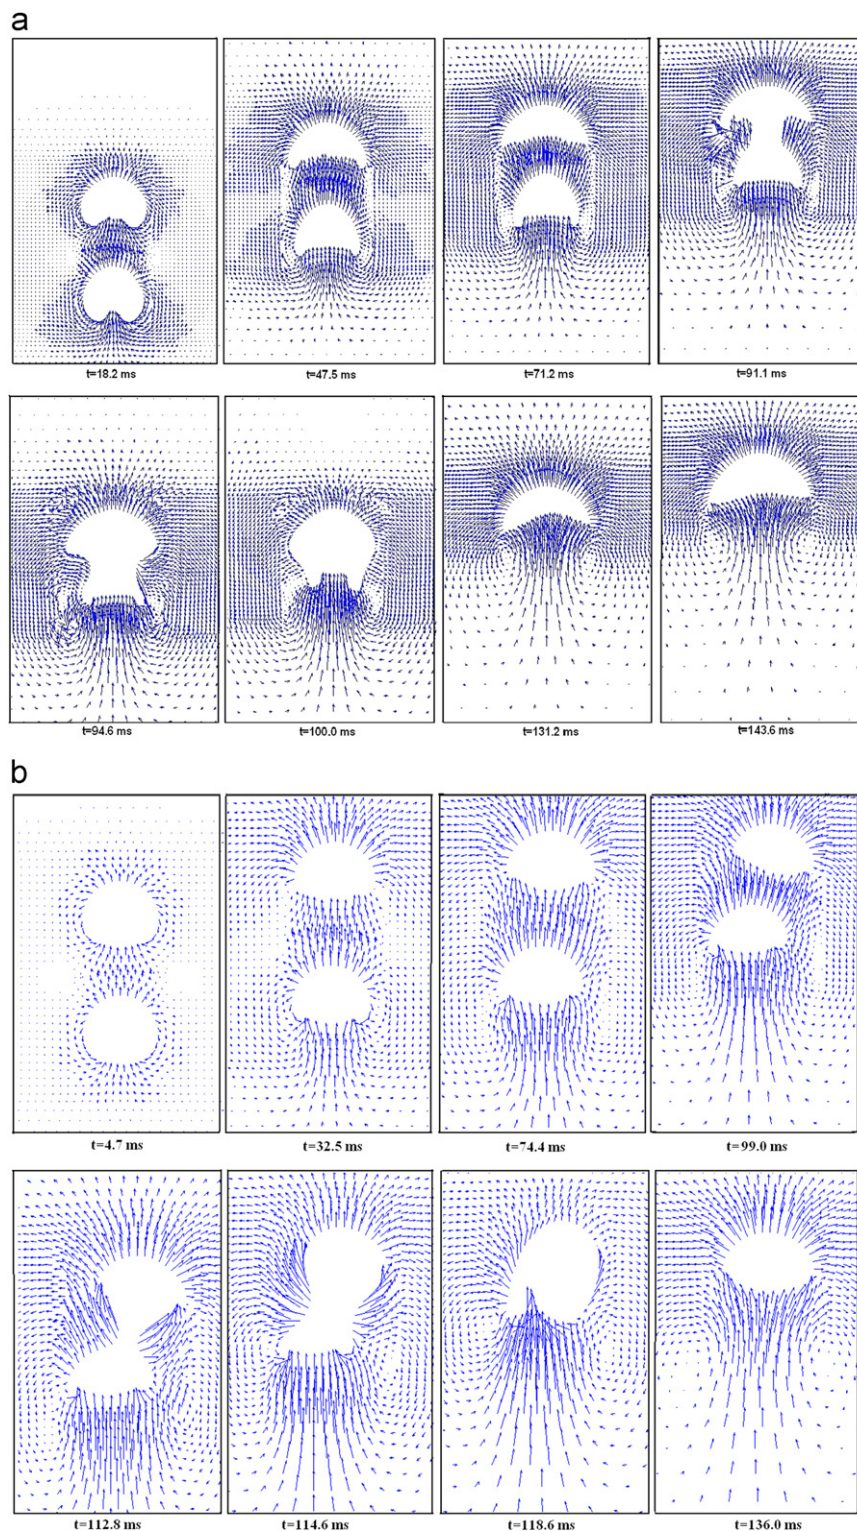 a
t=18.2 ms
t=47.5 ms
t=71.2 ms
t=91.1 ms
t=94.6 ms
t=100.0 ms
t=131.2 ms
t=143.6 ms
b
t=4.7 ms
t=32.5 ms
t=74.4 ms
t=99.0 ms
t=112.8 ms
t=114.6 ms
t=118.6 ms
t=136.0 ms